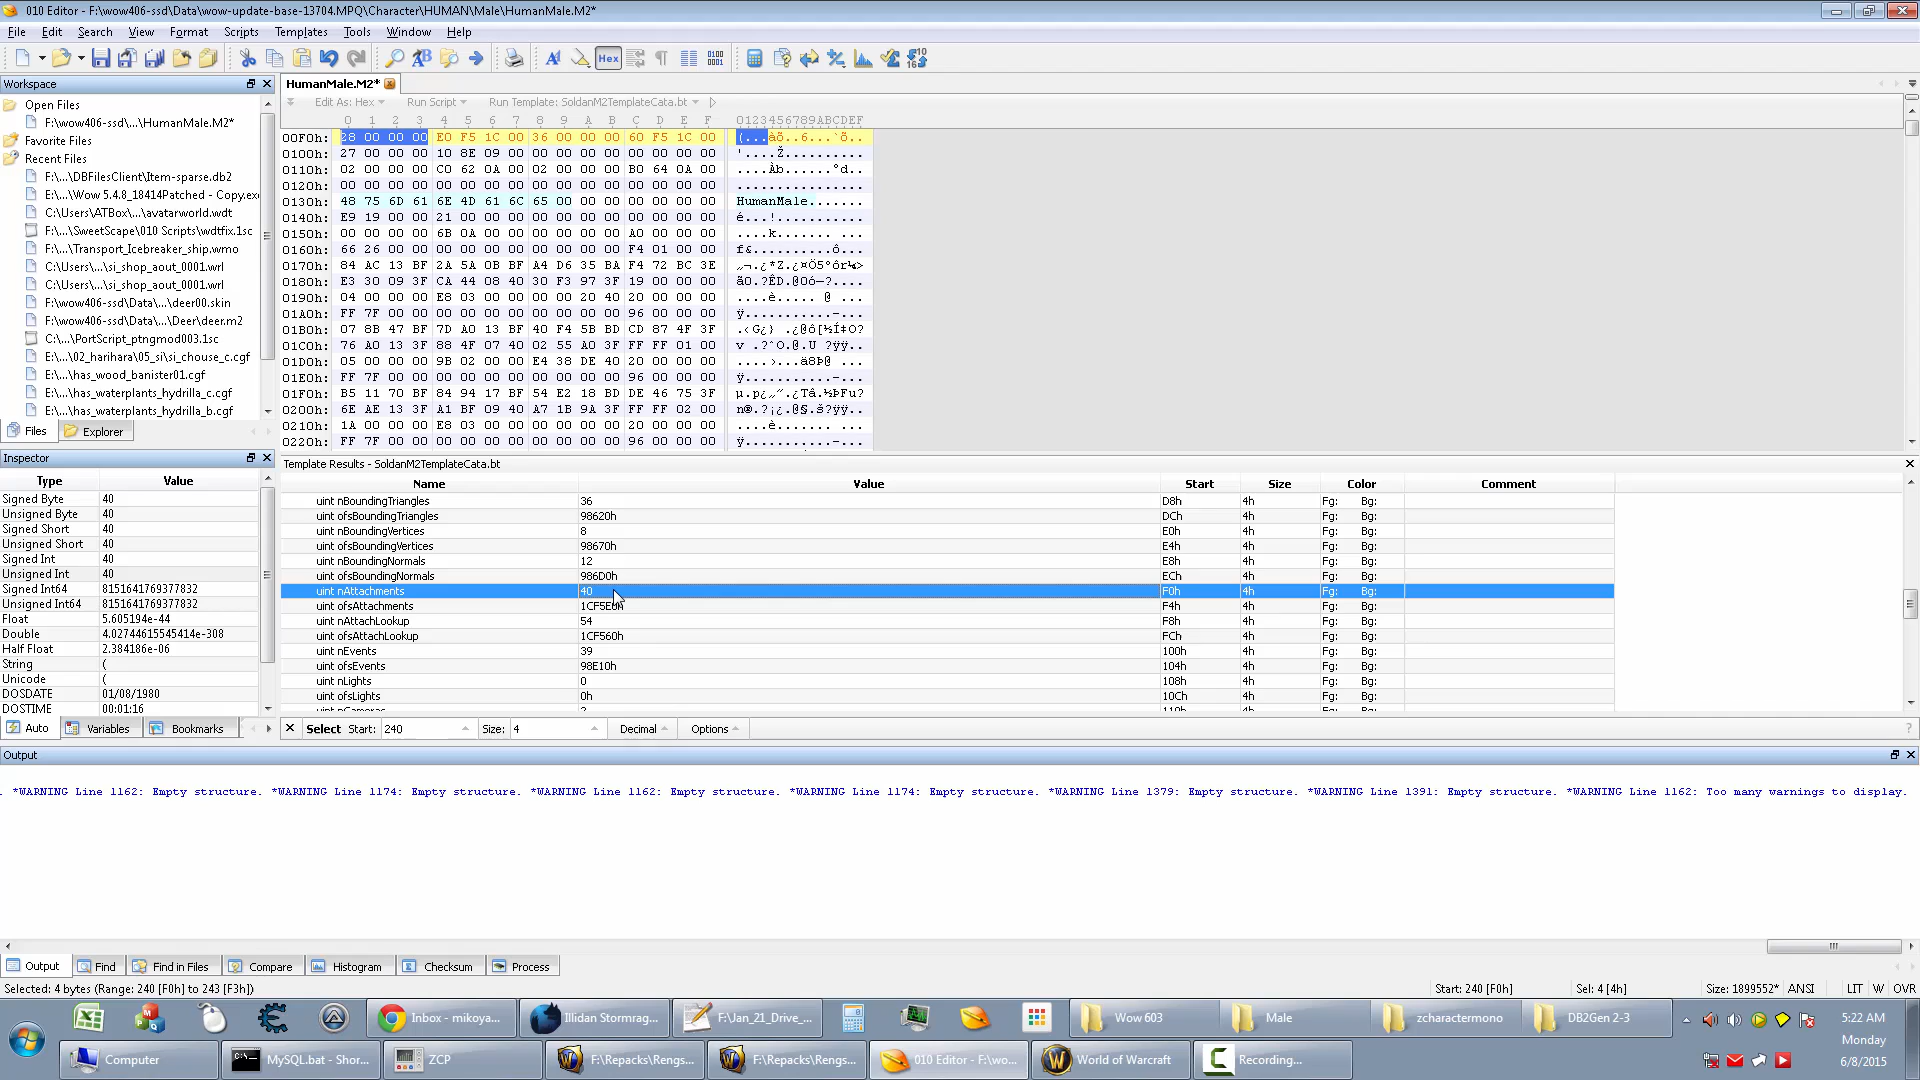 010 Editor - F:\wow406-ssd\Data\wow-update-base-13704.MPQ\Character\HUMAN\Male\HumanMale.M2*
File Edit Search View Format Scripts Templates Tools Window Help
Workspace
Open Files
F:\wow406-ssd\...\HumanMale.M2*
Favorite Files
Recent Files
F:\...\DBFilesClient\Item-sparse.db2
E:\...\Wow 5.4.8_18414Patched - Copy.exe
C:\Users\ATBox\...\avatarworld.wdt
F:\...\SweetScape\010 Scripts\wdtfix.1sc
F:\...\Transport_Icebreaker_ship.wmo
C:\Users\...\si_shop_aout_0001.wrl
C:\Users\...\si_shop_aout_0001.wrl
F:\wow406-ssd\Data\...\deer00.skin
F:\wow406-ssd\Data\...\Deer\deer.m2
C:\...\PortScript_ptngmod003.1sc
E:\...\02_harihara\05_si\si_chouse_c.cgf
E:\...\has_wood_banister01.cgf
E:\...\has_waterplants_hydrilla_c.cgf
E:\...\has_waterplants_hydrilla_b.cgf
Files Explorer
HumanMale.M2*
Edit As: Hex Run Script Run Template: SoldanM2TemplateCata.bt
0 1 2 3 4 5 6 7 8 9 A B C D E F 0123456789ABCDEF
00F0h: 28 00 00 00 E0 F5 1C 00 36 00 00 00 60 F5 1C 00 (...àõ..6...`õ..
0100h: 27 00 00 00 10 8E 09 00 00 00 00 00 00 00 00 00 '....Ž..........
0110h: 02 00 00 00 C0 62 0A 00 02 00 00 00 B0 64 0A 00 ....Àb......°d..
0120h: 00 00 00 00 00 00 00 00 00 00 00 00 00 00 00 00 ................
0130h: 48 75 6D 61 6E 4D 61 6C 65 00 00 00 00 00 00 00 HumanMale.......
0140h: E9 19 00 00 21 00 00 00 00 00 00 00 00 00 00 00 é...!...........
0150h: 00 00 00 00 6B 0A 00 00 00 00 00 00 A0 00 00 00 ....k....... ...
0160h: 66 26 00 00 00 00 00 00 00 00 00 00 F4 01 00 00 f&..........ô...
0170h: 84 AC 13 BF 2A 5A 0B BF A4 D6 35 BA F4 72 BC 3E „¬.¿*Z.¿¤Ö5ºôr¼>
0180h: E3 30 09 3F CA 44 08 40 30 F3 97 3F 19 00 00 00 ã0.?ÊD.@0ó—?....
0190h: 04 00 00 00 E8 03 00 00 00 00 20 40 20 00 00 00 ....è..... @ ...
01A0h: FF 7F 00 00 00 00 00 00 00 00 00 00 96 00 00 00 ÿ...........–...
01B0h: 07 8B 47 BF 7D A0 13 BF 40 F4 5B BD CD 87 4F 3F .‹G¿} .¿@ô[½Í‡O?
01C0h: 76 A0 13 3F 88 4F 07 40 02 55 A0 3F FF FF 01 00 v .?ˆO.@.U ?ÿÿ..
01D0h: 05 00 00 00 9B 02 00 00 E4 38 DE 40 20 00 00 00 ....›...ä8Þ@ ...
01E0h: FF 7F 00 00 00 00 00 00 00 00 00 00 96 00 00 00 ÿ...........–...
01F0h: B5 11 70 BF 84 94 17 BF 54 E2 18 BD DE 46 75 3F µ.p¿„”.¿Tâ.½ÞFu?
0200h: 6E AE 13 3F A1 BF 09 40 A7 1B 9A 3F FF FF 02 00 n®.?¡¿.@§.š?ÿÿ..
0210h: 1A 00 00 00 E8 03 00 00 00 00 00 00 20 00 00 00 ....è....... ...
0220h: FF 7F 00 00 00 00 00 00 00 00 00 00 96 00 00 00 ÿ...........–...
Inspector
Type Value
Signed Byte 40
Unsigned Byte 40
Signed Short 40
Unsigned Short 40
Signed Int 40
Unsigned Int 40
Signed Int64 8151641769377832
Unsigned Int64 8151641769377832
Float 5.605194e-44
Double 4.02744615545414e-308
Half Float 2.384186e-06
String (
Unicode (
DOSDATE 01/08/1980
DOSTIME 00:01:16
Auto Variables Bookmarks
Template Results - SoldanM2TemplateCata.bt
Name Value Start Size Color Comment
uint nBoundingTriangles 36 D8h 4h Fg: Bg:
uint ofsBoundingTriangles 98620h DCh 4h Fg: Bg:
uint nBoundingVertices 8 E0h 4h Fg: Bg:
uint ofsBoundingVertices 98670h E4h 4h Fg: Bg:
uint nBoundingNormals 12 E8h 4h Fg: Bg:
uint ofsBoundingNormals 986D0h ECh 4h Fg: Bg:
uint nAttachments 40 F0h 4h Fg: Bg:
uint ofsAttachments 1CF5E0h F4h 4h Fg: Bg:
uint nAttachLookup 54 F8h 4h Fg: Bg:
uint ofsAttachLookup 1CF560h FCh 4h Fg: Bg:
uint nEvents 39 100h 4h Fg: Bg:
uint ofsEvents 98E10h 104h 4h Fg: Bg:
uint nLights 0 108h 4h Fg: Bg:
uint ofsLights 0h 10Ch 4h Fg: Bg:
uint nCameras 2 110h 4h Fg: Bg:
Select Start: 240 Size: 4 Decimal Options
Output
. *WARNING Line 1162: Empty structure. *WARNING Line 1174: Empty structure. *WARNING Line 1162: Empty structure. *WARNING Line 1174: Empty structure. *WARNING Line 1379: Empty structure. *WARNING Line 1391: Empty structure. *WARNING Line 1162: Too many warnings to display.
Output Find Find in Files Compare Histogram Checksum Process
Selected: 4 bytes (Range: 240 [F0h] to 243 [F3h]) Start: 240 [F0h] Sel: 4 [4h] Size: 1899552* ANSI LIT W OVR
Inbox - mikoya... Illidan Stormrag... F:\Jan_21_Drive_... Wow 603 Male zcharactermono DB2Gen 2-3
Computer MySQL.bat - Shor... ZCP F:\Repacks\Rengs... F:\Repacks\Rengs... 010 Editor - F:\wo... World of Warcraft Recording...
5:22 AM
Monday
6/8/2015